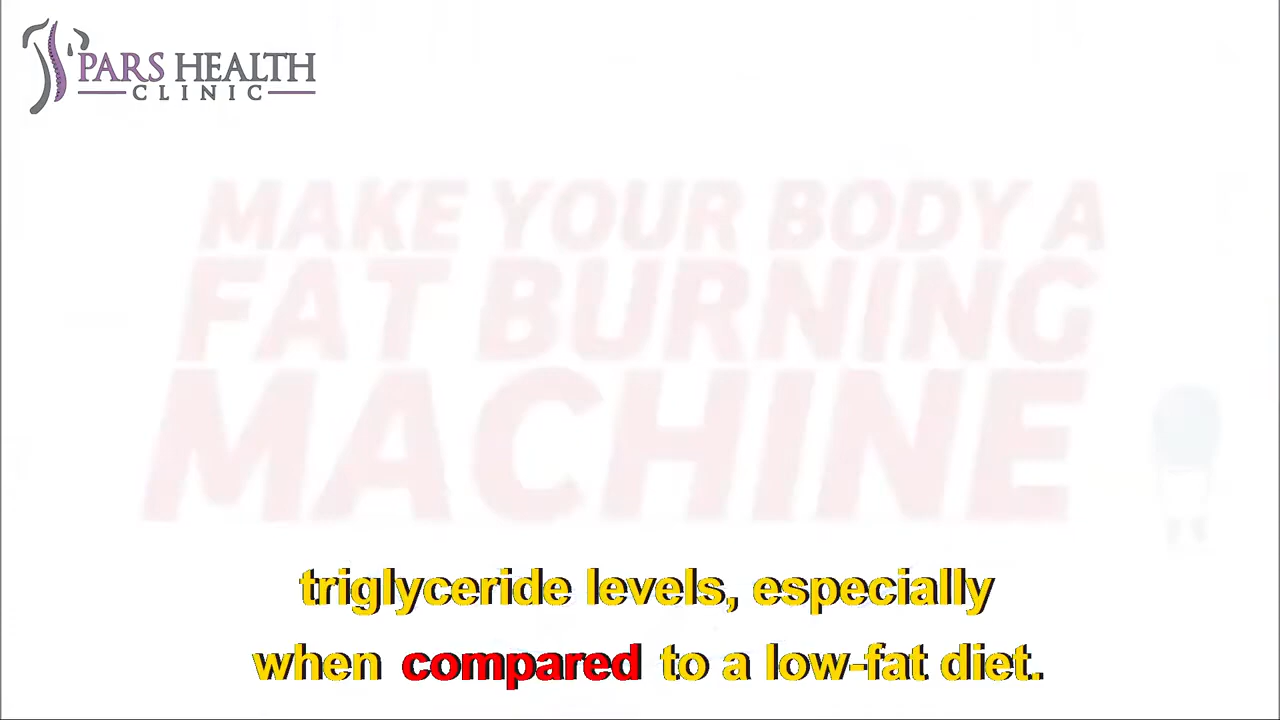 PARS HEALTH
CLINIC
MAKE YOUR BODY A
FAT BURNING
MACHINE
triglyceride levels, especially
when compared to a low-fat diet.